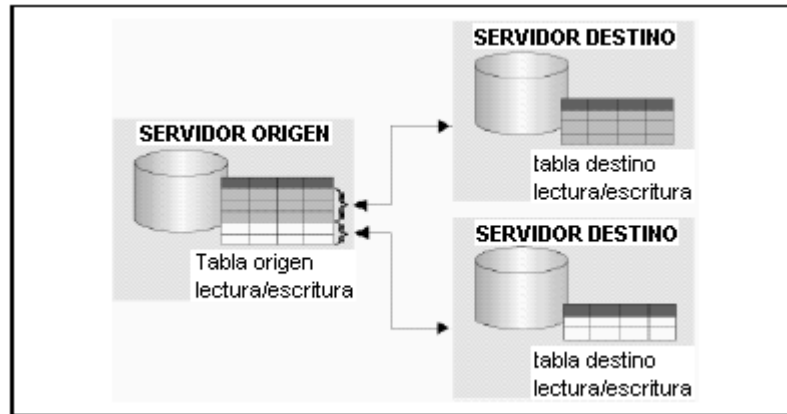 SERVIDOR ORIGEN
Tabla origen
lectura/escritura
SERVIDOR DESTINO
tabla destino
lectura/escritura
SERVIDOR DESTINO
tabla destino
lectura/escritura